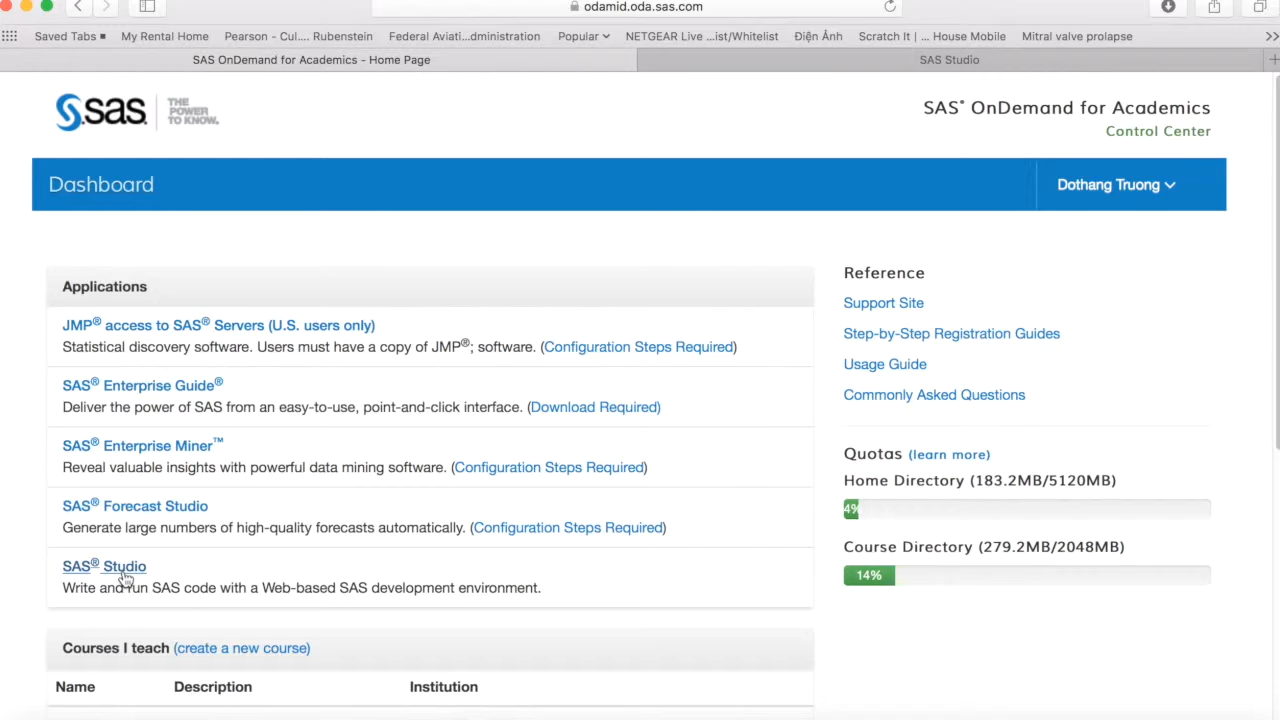 odamid.oda.sas.com
Saved Tabs My Rental Home Pearson - Cul.... Rubenstein Federal Aviati...dministration Popular NETGEAR Live ...ist/Whitelist Điện Ảnh Scratch It | ... House Mobile Mitral valve prolapse
SAS OnDemand for Academics - Home Page SAS Studio
sas THE POWER TO KNOW.
SAS® OnDemand for Academics
Control Center
Dashboard Dothang Truong
Applications
JMP® access to SAS® Servers (U.S. users only)
Statistical discovery software. Users must have a copy of JMP®; software. (Configuration Steps Required)
SAS® Enterprise Guide®
Deliver the power of SAS from an easy-to-use, point-and-click interface. (Download Required)
SAS® Enterprise Miner™
Reveal valuable insights with powerful data mining software. (Configuration Steps Required)
SAS® Forecast Studio
Generate large numbers of high-quality forecasts automatically. (Configuration Steps Required)
SAS® Studio
Write and run SAS code with a Web-based SAS development environment.
Courses I teach (create a new course)
Name Description Institution
Reference
Support Site
Step-by-Step Registration Guides
Usage Guide
Commonly Asked Questions
Quotas (learn more)
Home Directory (183.2MB/5120MB)
4%
Course Directory (279.2MB/2048MB)
14%